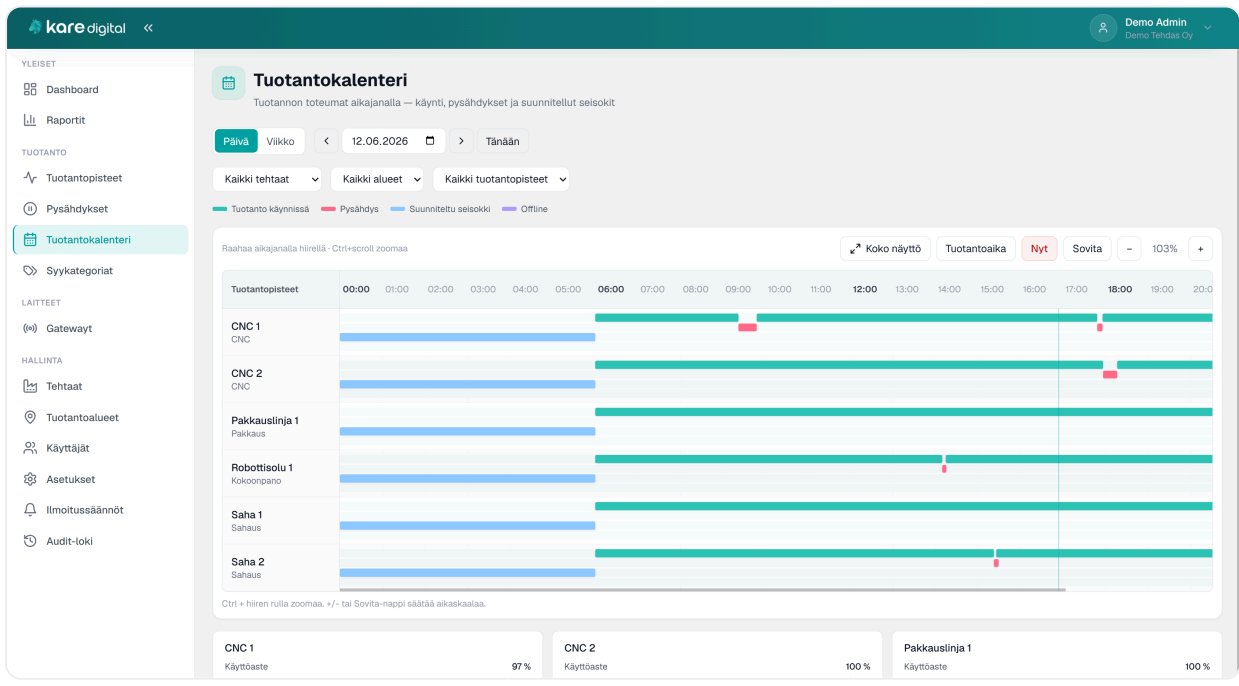 kare digital
Demo Admin
Demo Tehdas Oy
YLEISET
Dashboard
Raportit
TUOTANTO
Tuotantopisteet
Pysähdykset
Tuotantokalenteri
Syykategoriat
LAITTEET
Gatewayt
HALLINTA
Tehtaat
Tuotantoalueet
Käyttäjät
Asetukset
Ilmoitussäännöt
Audit-loki
Tuotantokalenteri
Tuotannon toteumat aikajanalla — käynti, pysähdykset ja suunnitellut seisokit
Päivä Viikko 12.06.2026 Tänään
Kaikki tehtaat Kaikki alueet Kaikki tuotantopisteet
Tuotanto käynnissä Pysähdys Suunniteltu seisokki Offline
Raahaa aikajanalla hiirellä · Ctrl+scroll zoomaa
Koko näyttö Tuotantoaika Nyt Sovita − 103% +
Tuotantopisteet 00:00 01:00 02:00 03:00 04:00 05:00 06:00 07:00 08:00 09:00 10:00 11:00 12:00 13:00 14:00 15:00 16:00 17:00 18:00 19:00 20:0
CNC 1
CNC
CNC 2
CNC
Pakkauslinja 1
Pakkaus
Robottisolu 1
Kokoonpano
Saha 1
Sahaus
Saha 2
Sahaus
Ctrl + hiiren rulla zoomaa. +/- tai Sovita-nappi säätää aikaskaalaa.
CNC 1
Käyttöaste 97 %
CNC 2
Käyttöaste 100 %
Pakkauslinja 1
Käyttöaste 100 %